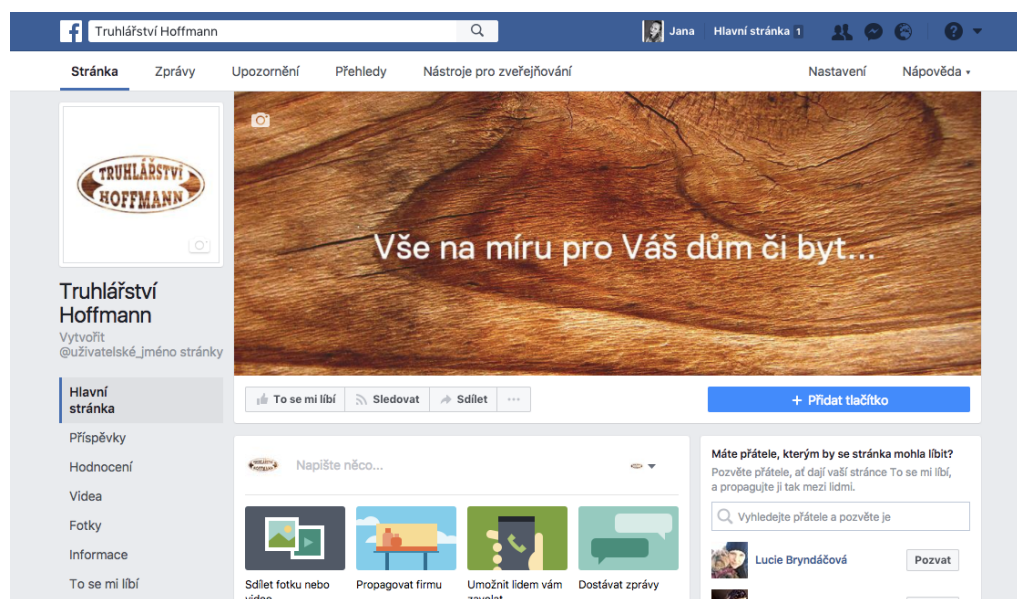 Truhlářství Hoffmann
Jana
Hlavní stránka 1
Stránka
Zprávy
Upozornění
Přehledy
Nástroje pro zveřejňování
Nastavení
Nápověda
TRUHLÁŘSTVÍ
HOFFMANN
Vše na míru pro Váš dům či byt...
Truhlářství
Hoffmann
Vytvořit
@uživatelské_jméno stránky
Hlavní
stránka
Příspěvky
Hodnocení
Videa
Fotky
Informace
To se mi líbí
To se mi líbí
Sledovat
Sdílet
+ Přidat tlačítko
TRUHLÁŘSTVÍ
HOFFMANN
Napište něco...
Sdílet fotku nebo
video
Propagovat firmu
Umožnit lidem vám
zavolat
Dostávat zprávy
Máte přátele, kterým by se stránka mohla líbit?
Pozvěte přátele, ať dají vaší stránce To se mi líbí,
a propagujte ji tak mezi lidmi.
Vyhledejte přátele a pozvěte je
Lucie Bryndáčová
Pozvat